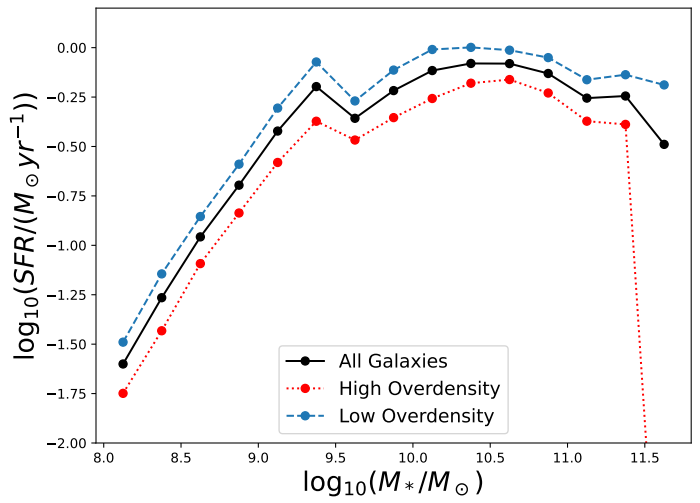 log₁₀(SFR/(M⊙yr⁻¹))
0.00
−0.25
−0.50
−0.75
−1.00
−1.25
−1.50
−1.75
−2.00
All Galaxies
High Overdensity
Low Overdensity
8.0 8.5 9.0 9.5 10.0 10.5 11.0 11.5
log₁₀(M*/M⊙)